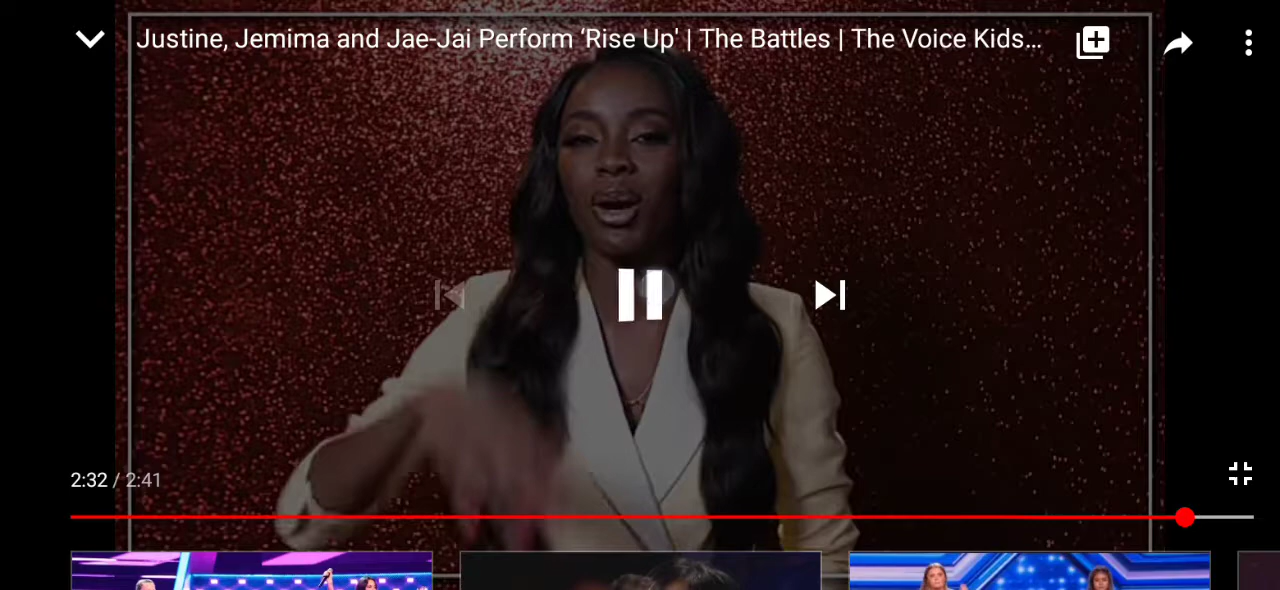 Justine, Jemima and Jae-Jai Perform ‘Rise Up' | The Battles | The Voice Kids...
2:32 / 2:41